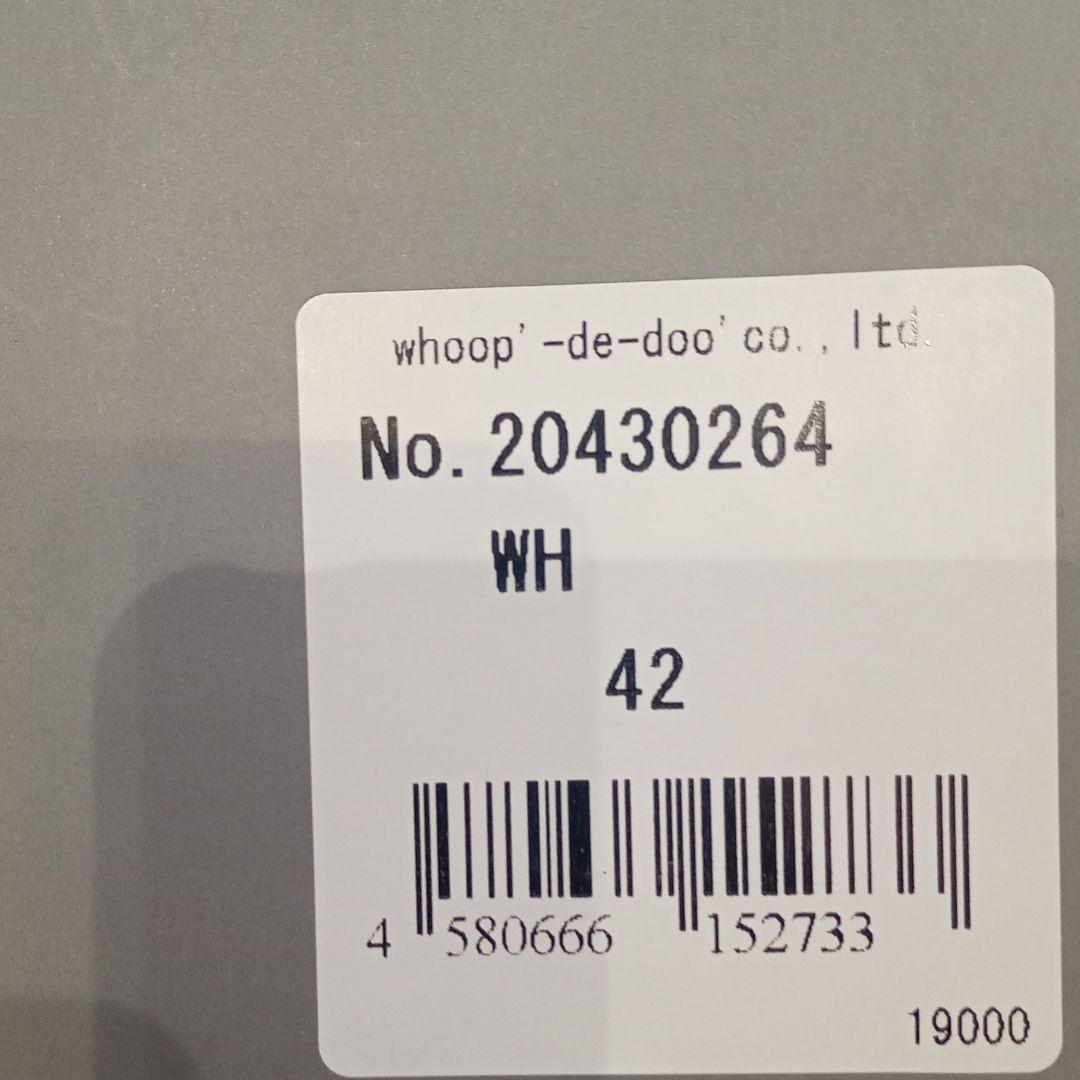 whoop'-de-doo' co., ltd.
No. 20430264
WH
42
4 580666 152733
19000